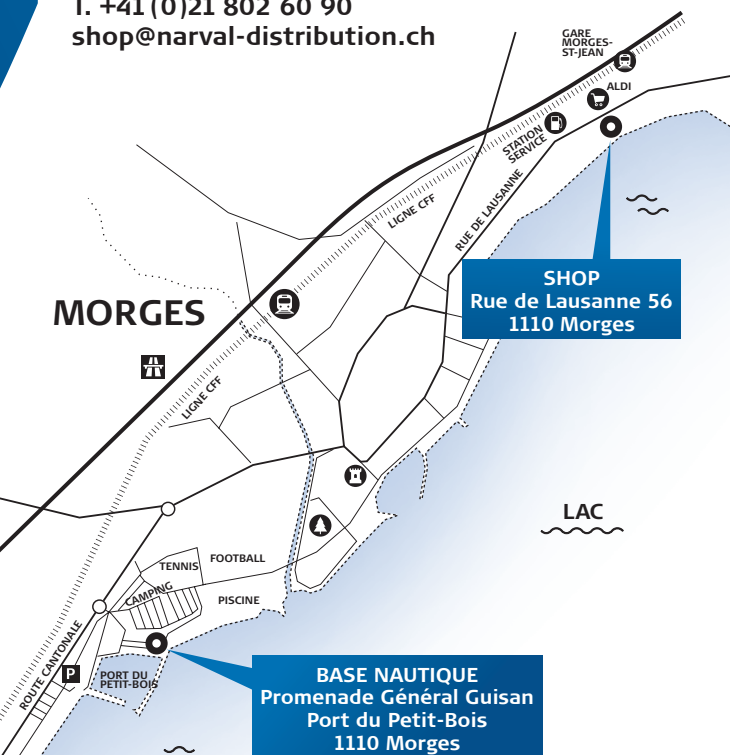 T. +41 (0)21 802 60 90
shop@narval-distribution.ch
GARE
MORGES-
ST-JEAN
ALDI
STATION
SERVICE
RUE DE LAUSANNE
LIGNE CFF
SHOP
Rue de Lausanne 56
1110 Morges
MORGES
LIGNE CFF
LAC
TENNIS
FOOTBALL
CAMPING
PISCINE
ROUTE CANTONALE
P
PORT DU
PETIT-BOIS
BASE NAUTIQUE
Promenade Général Guisan
Port du Petit-Bois
1110 Morges